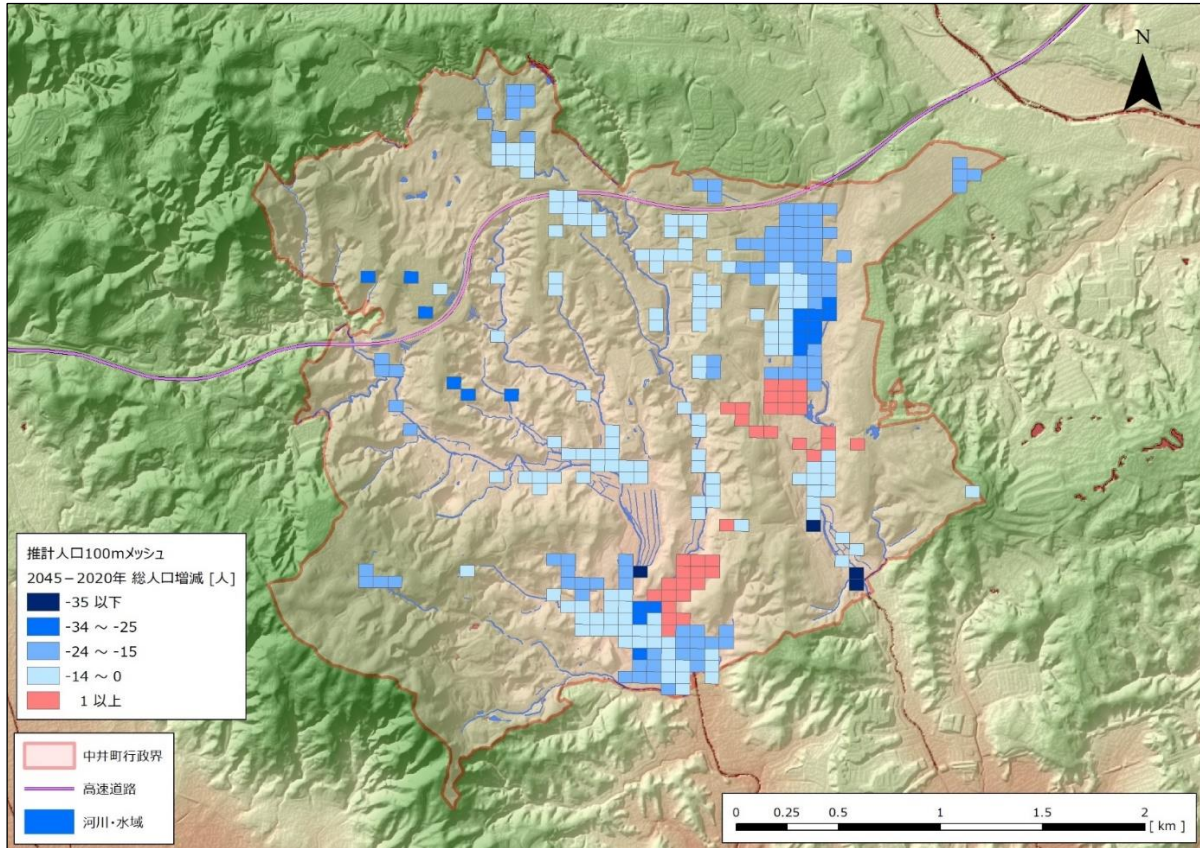 N
推計人口100mメッシュ
2045−2020年 総人口増減 [人]
-35 以下
-34 ～ -25
-24 ～ -15
-14 ～ 0
1 以上
中井町行政界
高速道路
河川・水域
0 0.25 0.5 1 1.5 2
[ km ]